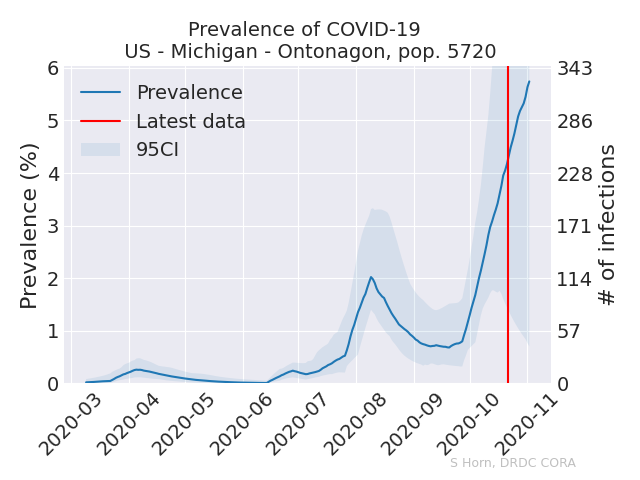 Prevalence of COVID-19
US - Michigan - Ontonagon, pop. 5720
Prevalence
Latest data
95CI
Prevalence (%)
6
5
4
3
2
1
0
343
286
228
171
114
57
0
# of infections
2020-03
2020-04
2020-05
2020-06
2020-07
2020-08
2020-09
2020-10
2020-11
S Horn, DRDC CORA